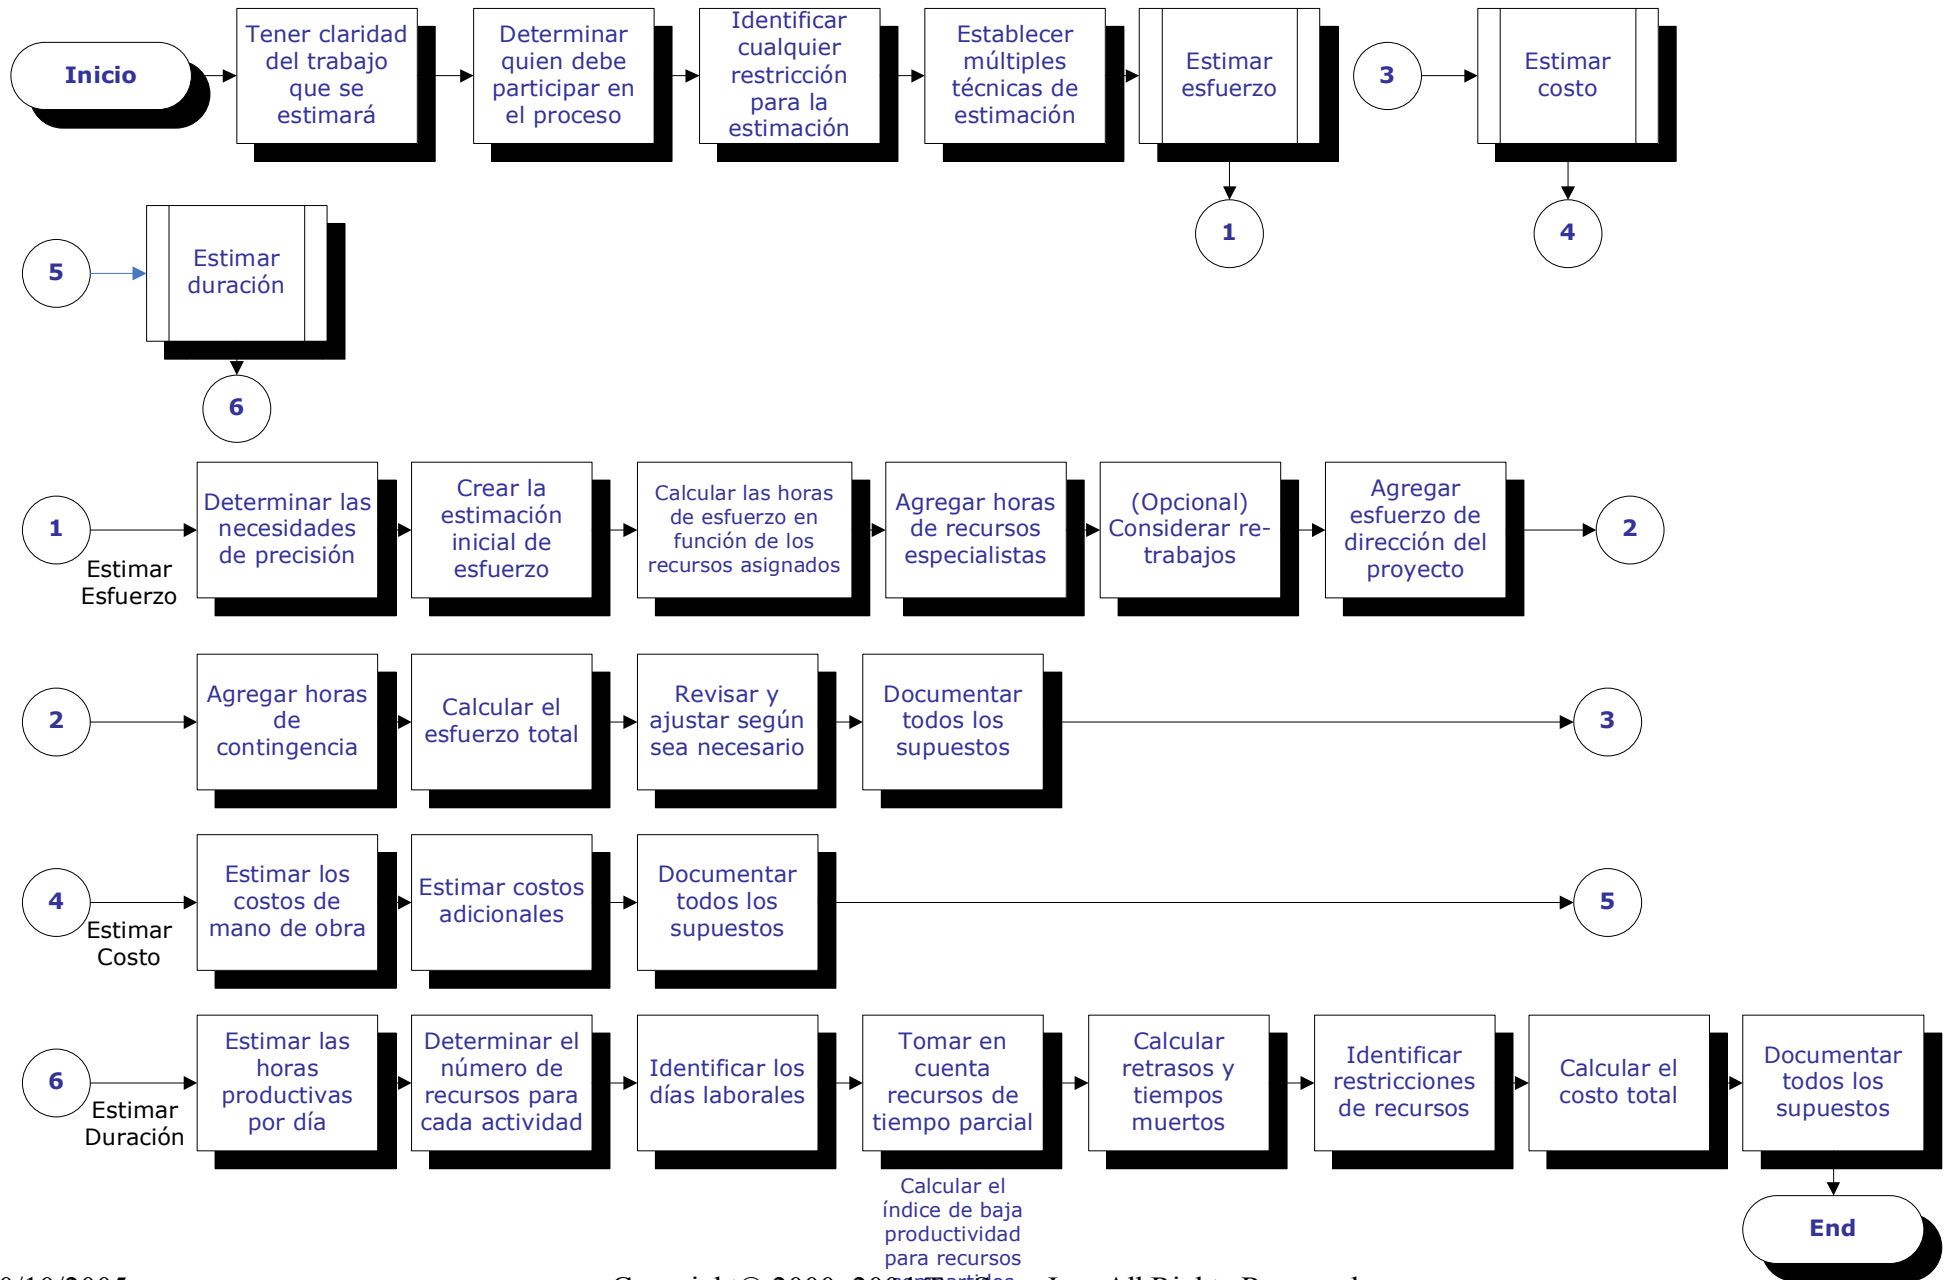 Inicio
Tener claridad
del trabajo
que se
estimará
Determinar
quien debe
participar en
el proceso
Identificar
cualquier
restricción
para la
estimación
Establecer
múltiples
técnicas de
estimación
Estimar
esfuerzo
1
3
Estimar
costo
4
5
Estimar
duración
6
1
Estimar
Esfuerzo
Determinar las
necesidades
de precisión
Crear la
estimación
inicial de
esfuerzo
Calcular las horas
de esfuerzo en
función de los
recursos asignados
Agregar horas
de recursos
especialistas
(Opcional)
Considerar re-
trabajos
Agregar
esfuerzo de
dirección del
proyecto
2
2
Agregar horas
de
contingencia
Calcular el
esfuerzo total
Revisar y
ajustar según
sea necesario
Documentar
todos los
supuestos
3
4
Estimar
Costo
Estimar los
costos de
mano de obra
Estimar costos
adicionales
Documentar
todos los
supuestos
5
6
Estimar
Duración
Estimar las
horas
productivas
por día
Determinar el
número de
recursos para
cada actividad
Identificar los
días laborales
Tomar en
cuenta
recursos de
tiempo parcial
Calcular el
índice de baja
productividad
para recursos
Calcular
retrasos y
tiempos
muertos
Identificar
restricciones
de recursos
Calcular el
costo total
Documentar
todos los
supuestos
End